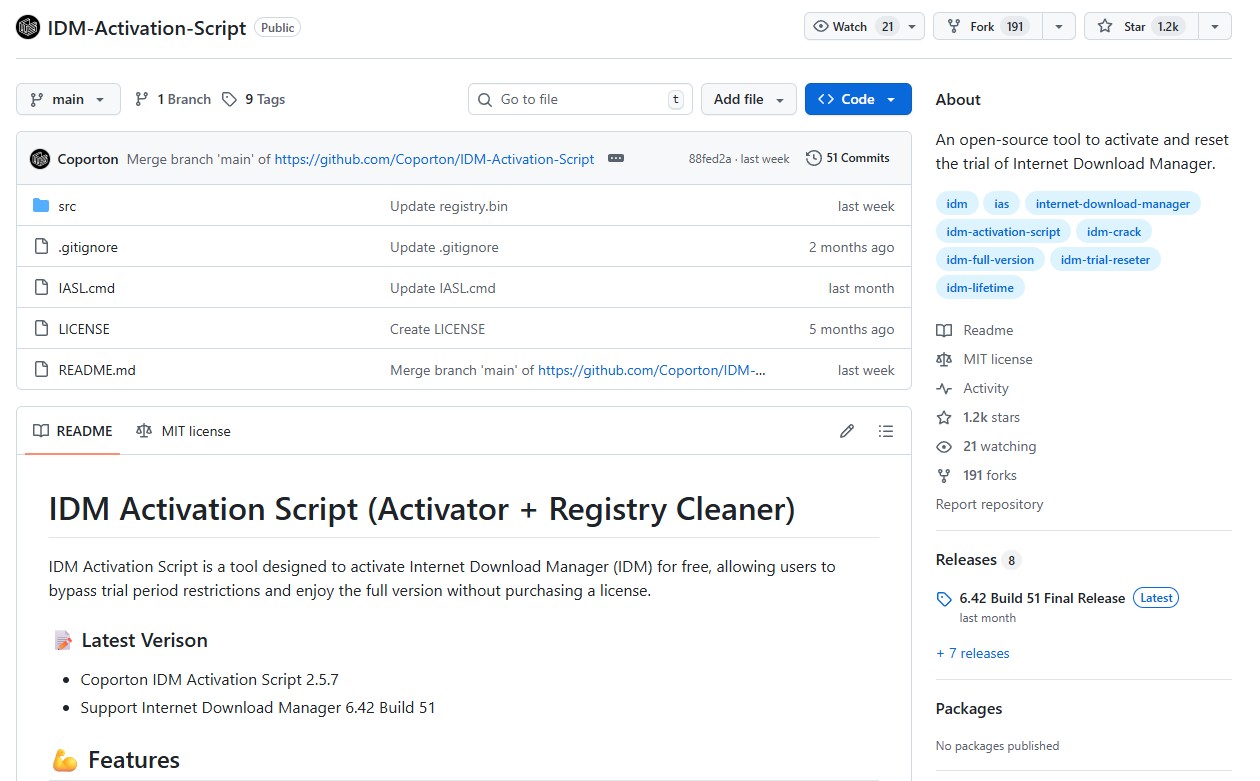 IDM-Activation-Script Public
Watch 21 Fork 191 Star 1.2k
main 1 Branch 9 Tags Go to file t Add file Code
Coporton Merge branch 'main' of https://github.com/Coporton/IDM-Activation-Script 88fed2a · last week 51 Commits
src Update registry.bin last week
.gitignore Update .gitignore 2 months ago
IASL.cmd Update IASL.cmd last month
LICENSE Create LICENSE 5 months ago
README.md Merge branch 'main' of https://github.com/Coporton/IDM-... last week
README MIT license
IDM Activation Script (Activator + Registry Cleaner)
IDM Activation Script is a tool designed to activate Internet Download Manager (IDM) for free, allowing users to
bypass trial period restrictions and enjoy the full version without purchasing a license.
Latest Verison
Coporton IDM Activation Script 2.5.7
Support Internet Download Manager 6.42 Build 51
Features
About
An open-source tool to activate and reset
the trial of Internet Download Manager.
idm ias internet-download-manager
idm-activation-script idm-crack
idm-full-version idm-trial-reseter
idm-lifetime
Readme
MIT license
Activity
1.2k stars
21 watching
191 forks
Report repository
Releases 8
6.42 Build 51 Final Release Latest
last month
+ 7 releases
Packages
No packages published